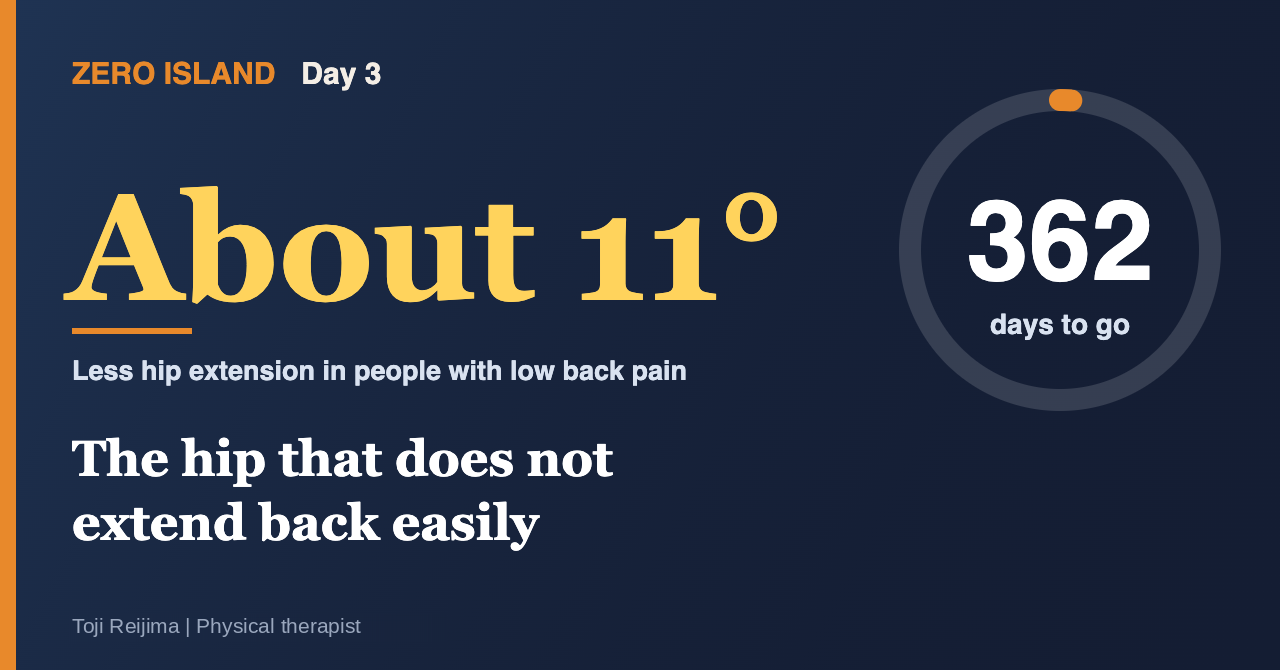 ZERO ISLAND Day 3
About 11°
Less hip extension in people with low back pain
The hip that does not
extend back easily
362
days to go
Toji Reijima | Physical therapist